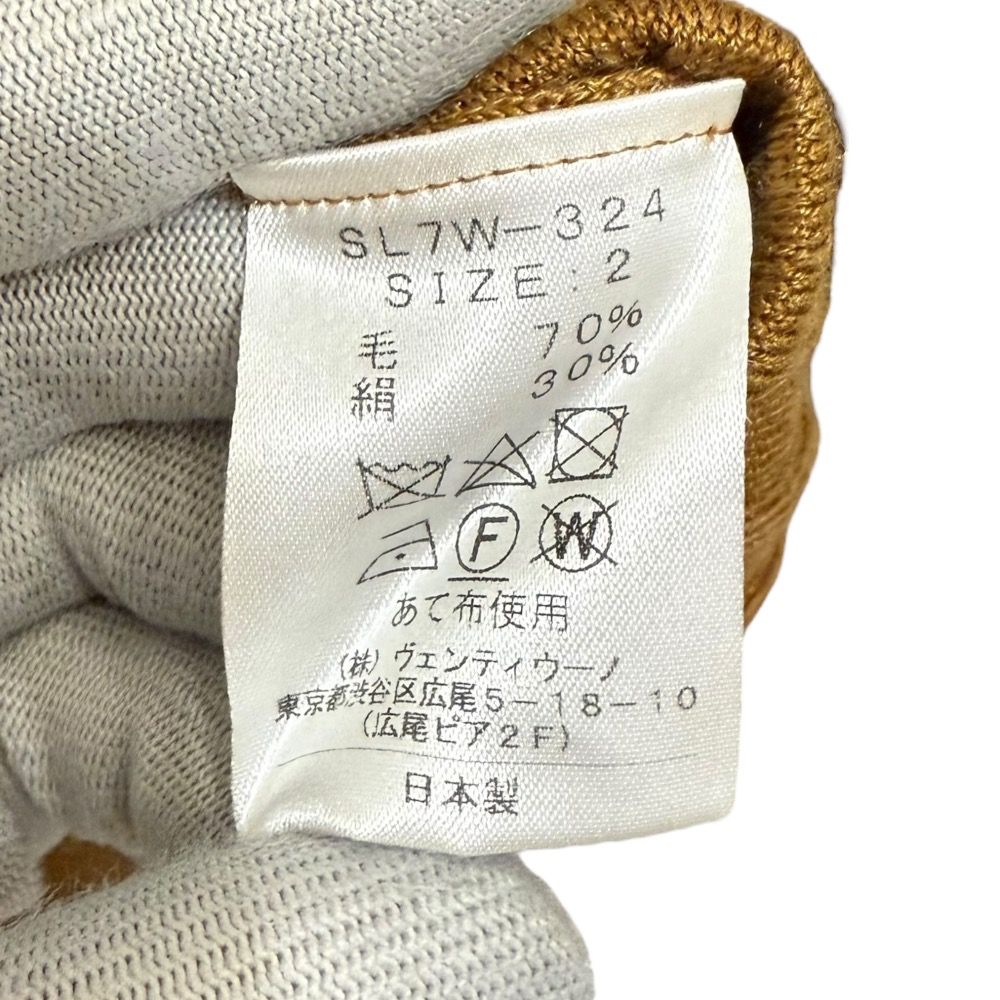 SL7W-324
SIZE:2
毛 70%
絹 30%
F W
あて布使用
(株)ヴェンティウーノ
東京都渋谷区広尾5-18-10
(広尾ピア2F)
日本製